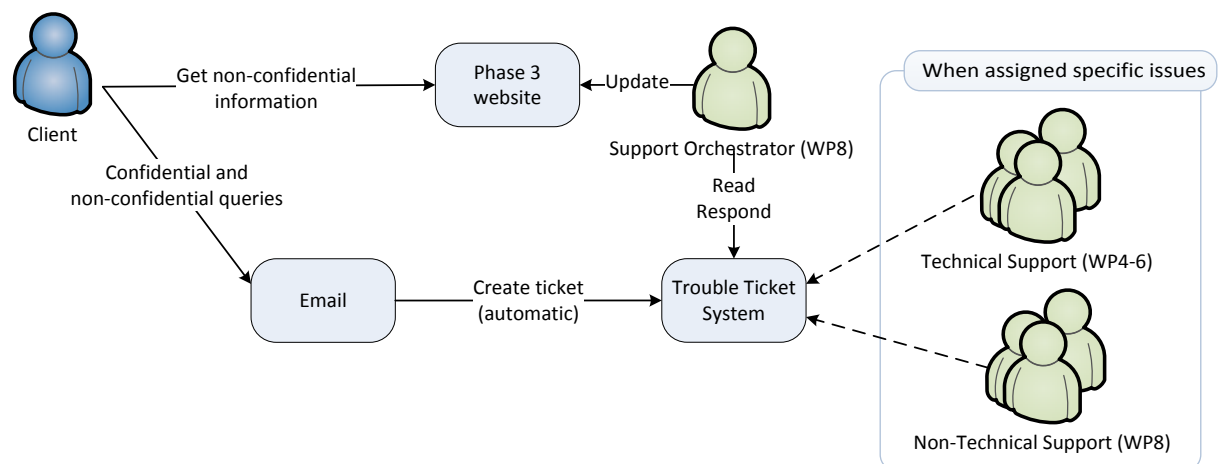 Client
Get non-confidential
information
Phase 3
website
Update
Support Orchestrator (WP8)
When assigned specific issues
Confidential and
non-confidential queries
Read
Respond
Technical Support (WP4-6)
Email
Create ticket
(automatic)
Trouble Ticket
System
Non-Technical Support (WP8)